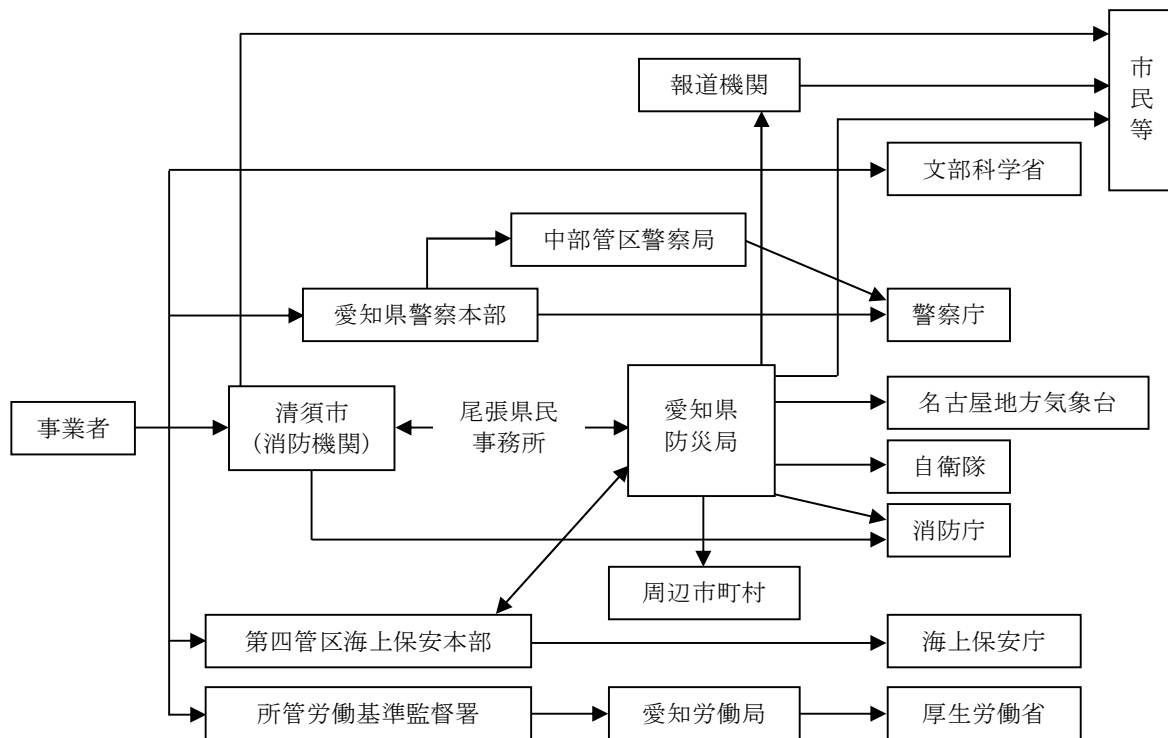 市民等
報道機関
文部科学省
中部管区警察局
愛知県警察本部
警察庁
事業者
清須市
（消防機関）
尾張県民
事務所
愛知県
防災局
名古屋地方気象台
自衛隊
消防庁
周辺市町村
第四管区海上保安本部
海上保安庁
所管労働基準監督署
愛知労働局
厚生労働省